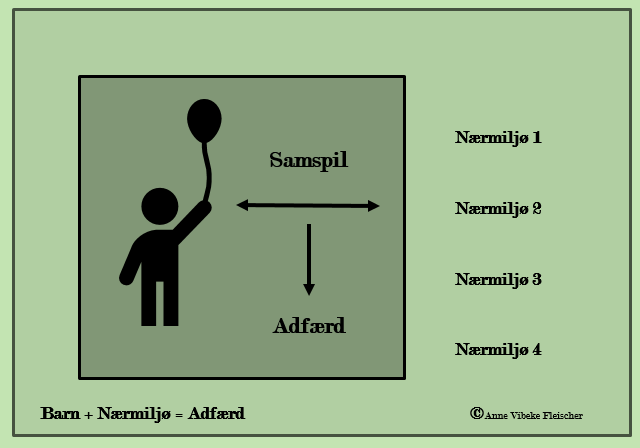 Samspil
Adfærd
Nærmiljø 1
Nærmiljø 2
Nærmiljø 3
Nærmiljø 4
Barn + Nærmiljø = Adfærd
©Anne Vibeke Fleischer